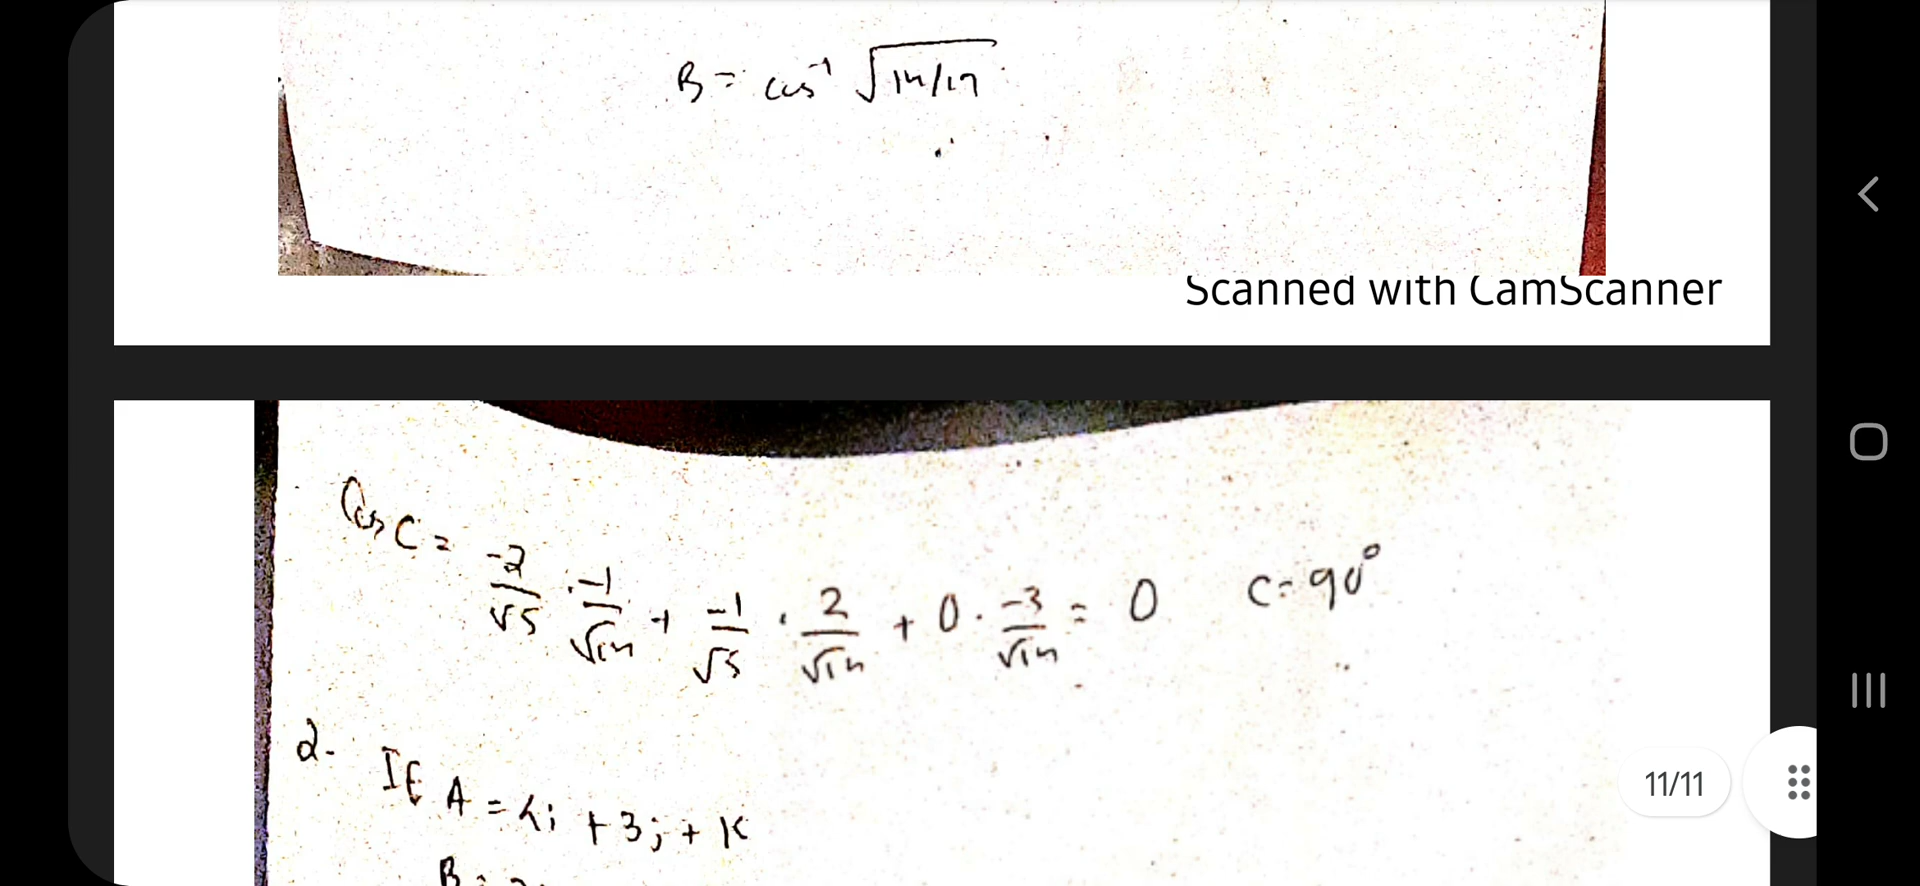 B = cos⁻¹ √14/19
Scanned with CamScanner
Cos C = -2/√5 · -1/√14 + -1/√5 · 2/√14 + 0 · -3/√14 = 0 C = 90°
2. If A = 4i + 3j + K
11/11